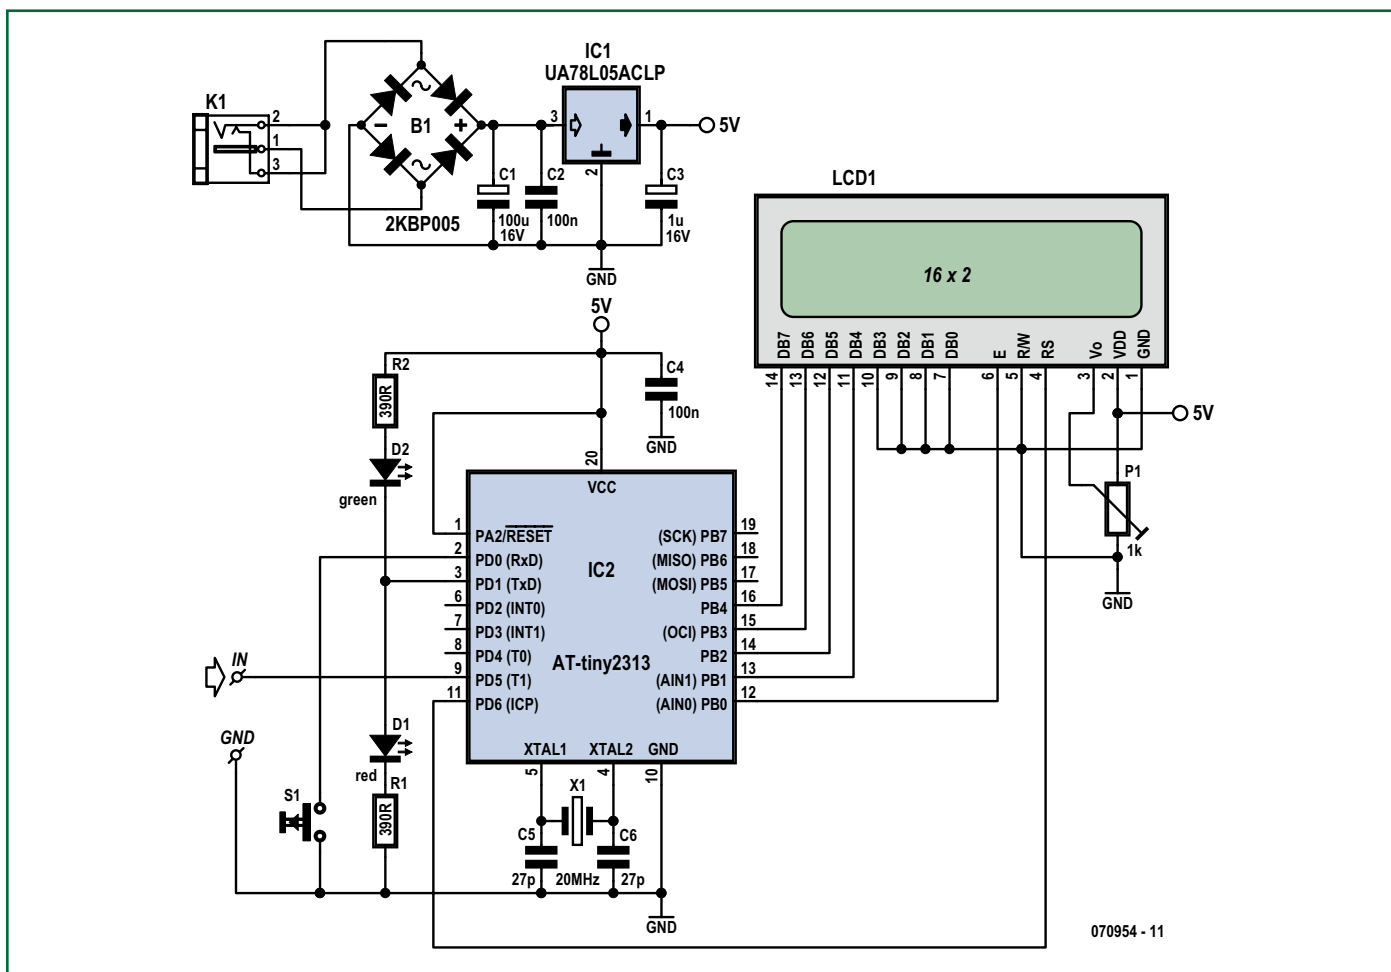 IC1
UA78L05ACLP
K1
2
1
3
B1
2KBP005
3
1
2
5V
C1
100u
16V
C2
100n
C3
1u
16V
GND
LCD1
16 x 2
DB7
DB6
DB5
DB4
DB3
DB2
DB1
DB0
E
R/W
RS
Vo
VDD
GND
14
13
12
11
10
9
8
7
6
5
4
3
2
1
5V
P1
1k
GND
5V
R2
390R
C4
100n
GND
D2
green
20
VCC
1
PA2/RESET
2
PD0 (RxD)
3
PD1 (TxD)
6
PD2 (INT0)
7
PD3 (INT1)
8
PD4 (T0)
9
PD5 (T1)
11
PD6 (ICP)
IC2
AT-tiny2313
(SCK) PB7
19
(MISO) PB6
18
(MOSI) PB5
17
PB4
16
(OCI) PB3
15
PB2
14
(AIN1) PB1
13
(AIN0) PB0
12
XTAL1
XTAL2
GND
5
4
10
IN
GND
D1
red
R1
390R
S1
X1
C5
C6
27p
20MHz
27p
GND
070954 - 11